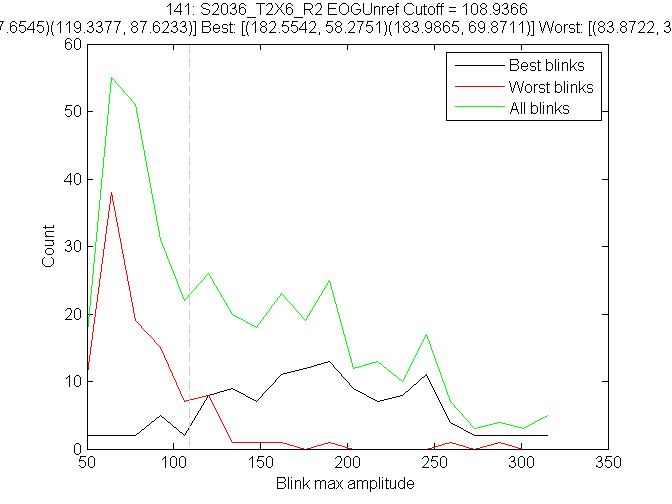 141: S2036_T2X6_R2 EOGUnref Cutoff = 108.9366
7.6545)(119.3377, 87.6233)] Best: [(182.5542, 58.2751)(183.9865, 69.8711)] Worst: [(83.8722, 3
60
50
40
30
20
10
0
Count
Best blinks
Worst blinks
All blinks
50 100 150 200 250 300 350
Blink max amplitude